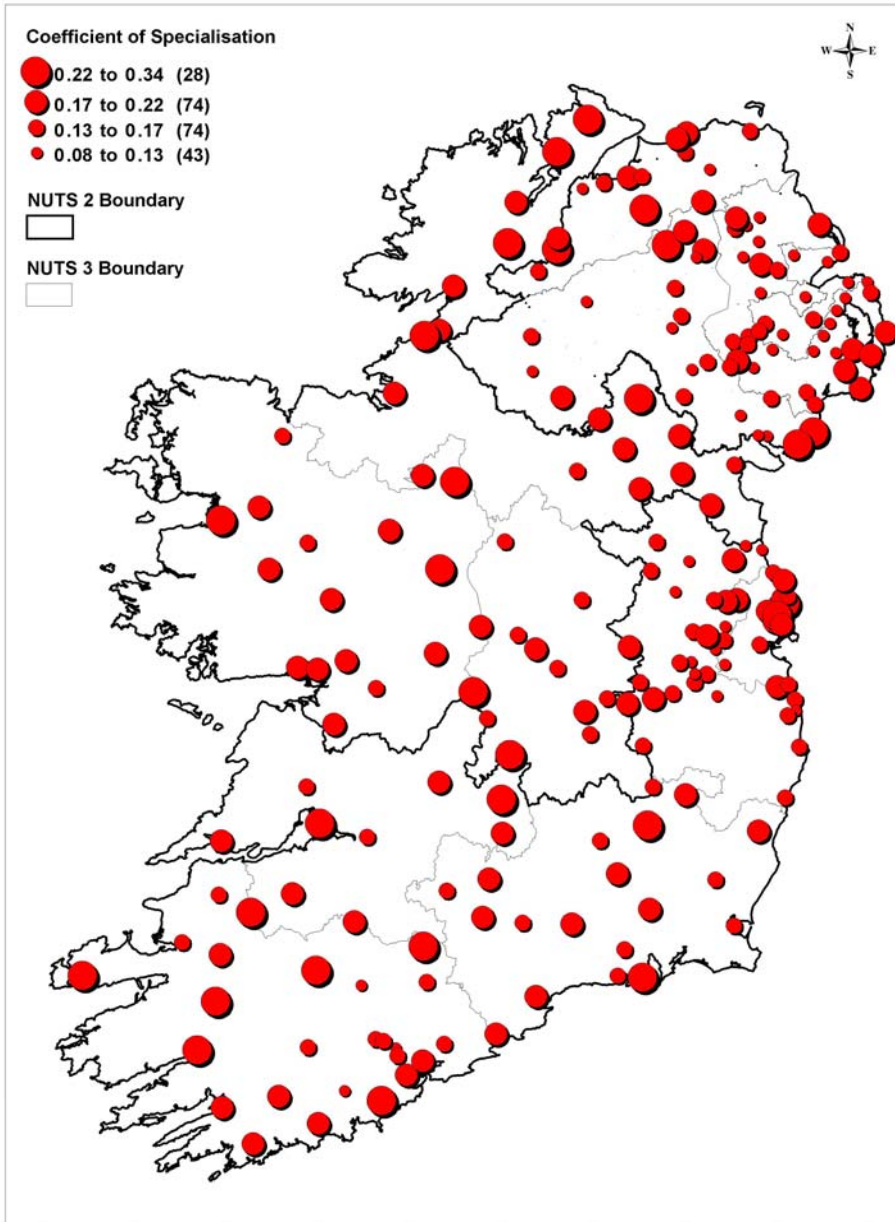 Coefficient of Specialisation
0.22 to 0.34 (28)
0.17 to 0.22 (74)
0.13 to 0.17 (74)
0.08 to 0.13 (43)
NUTS 2 Boundary
NUTS 3 Boundary
N
W E
S